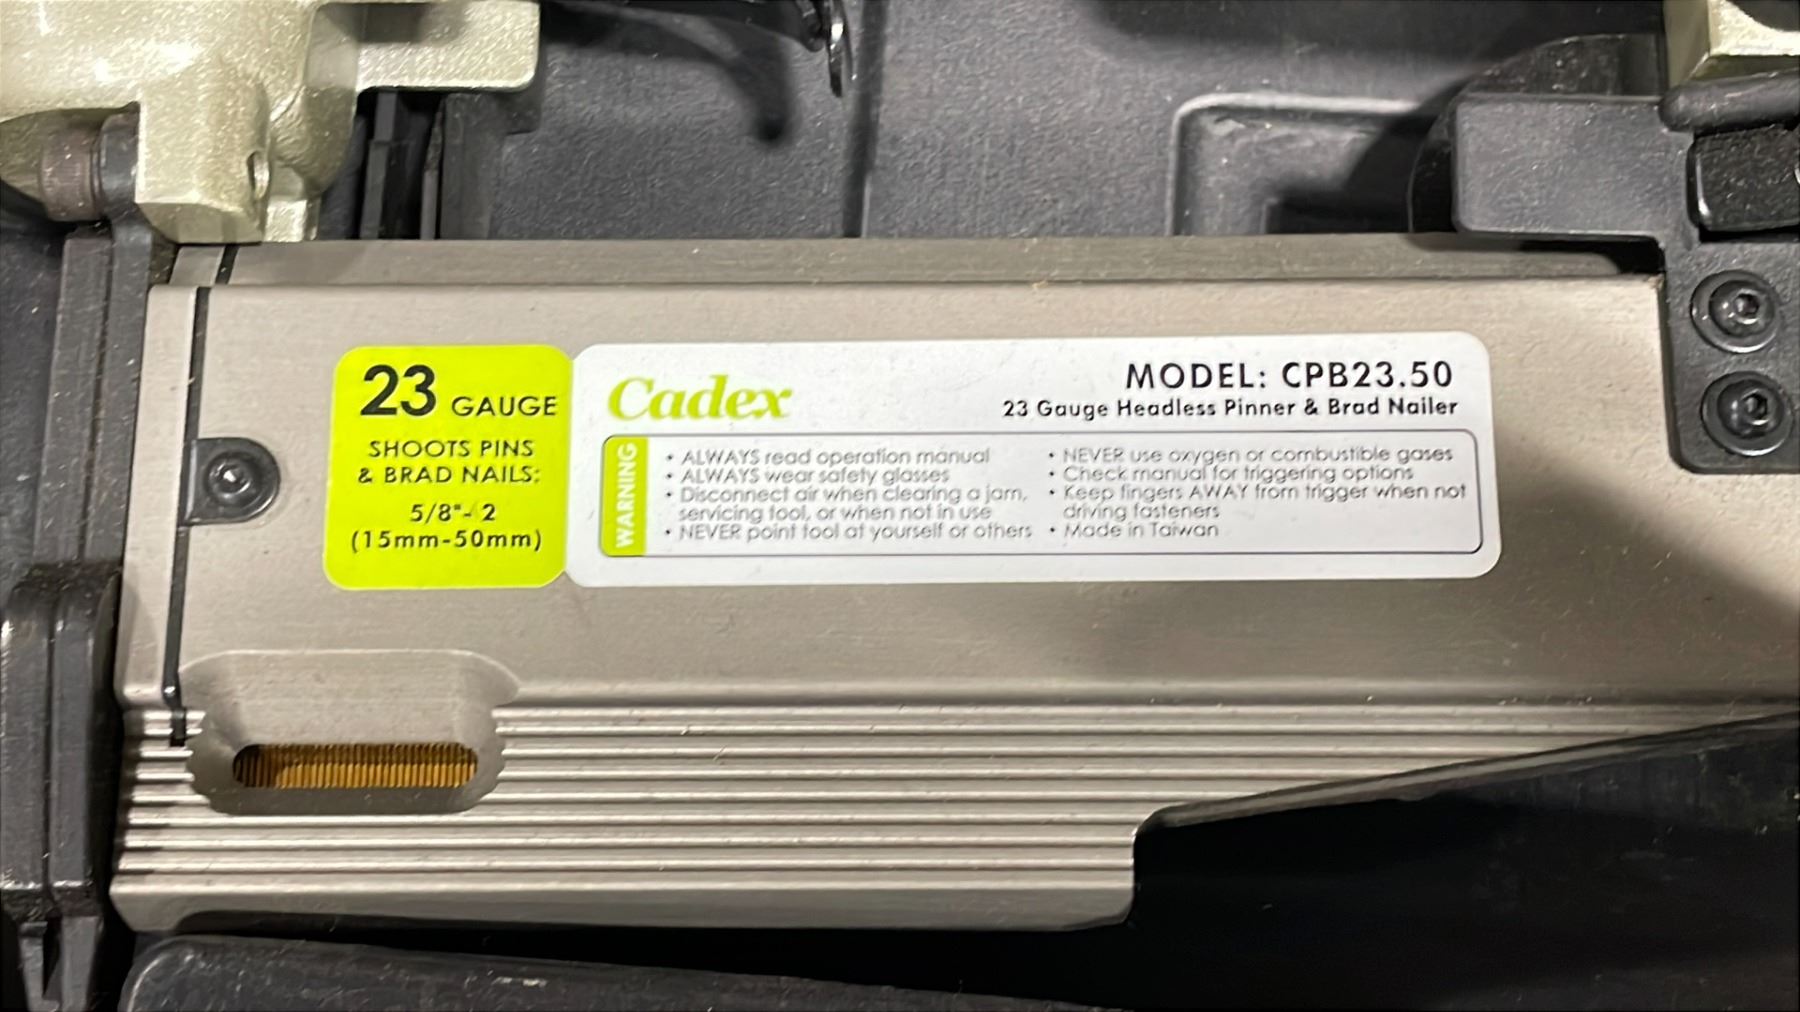 23 GAUGE
SHOOTS PINS
& BRAD NAILS:
5/8"- 2
(15mm-50mm)
Cadex
MODEL: CPB23.50
23 Gauge Headless Pinner & Brad Nailer
WARNING
• ALWAYS read operation manual
• ALWAYS wear safety glasses
• Disconnect air when clearing a jam,
servicing tool, or when not in use
• NEVER point tool at yourself or others
• NEVER use oxygen or combustible gases
• Check manual for triggering options
• Keep fingers AWAY from trigger when not
driving fasteners
• Made in Taiwan